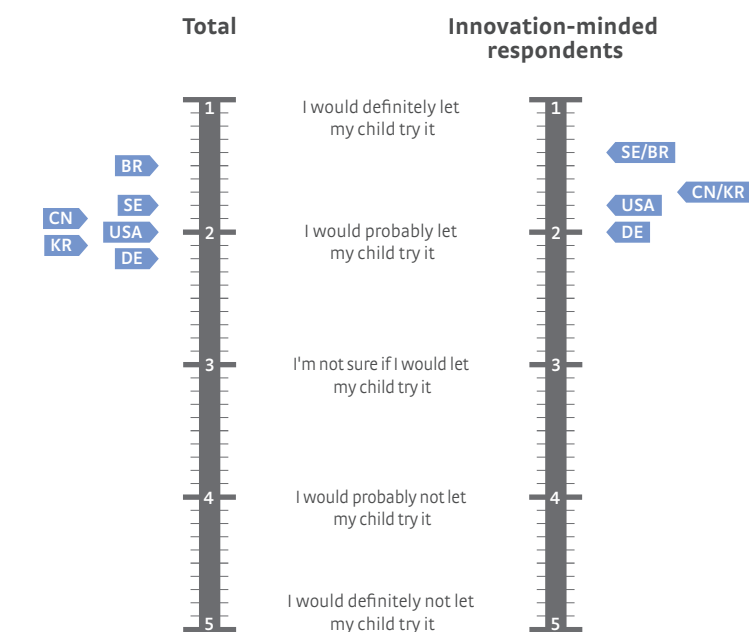 Total
Innovation-minded
respondents
1
I would definitely let
my child try it
1
SE/BR
BR
CN/KR
SE
USA
CN
USA
2
I would probably let
my child try it
2
DE
KR
DE
3
I'm not sure if I would let
my child try it
3
4
I would probably not let
my child try it
4
I would definitely not let
my child try it
5
5